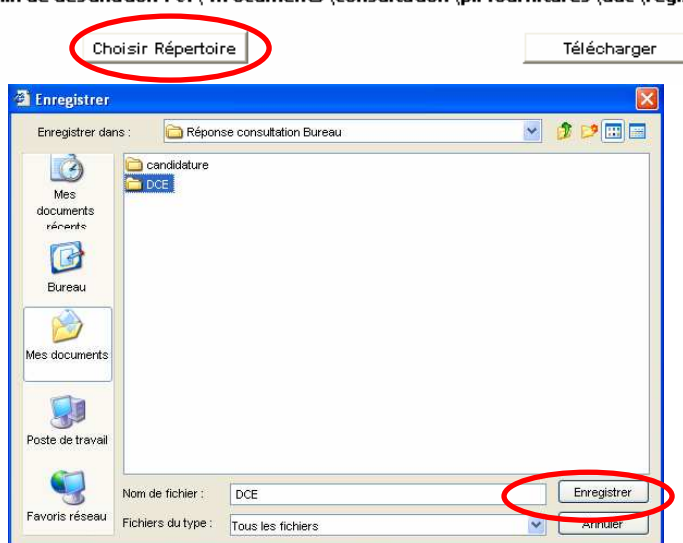 Choisir Répertoire
Télécharger
Enregistrer
Enregistrer dans :
Réponse consultation Bureau
candidature
DCE
Mes
documents
récents
Bureau
Mes documents
Poste de travail
Favoris réseau
Nom de fichier :
DCE
Enregistrer
Fichiers du type :
Tous les fichiers
Annuler